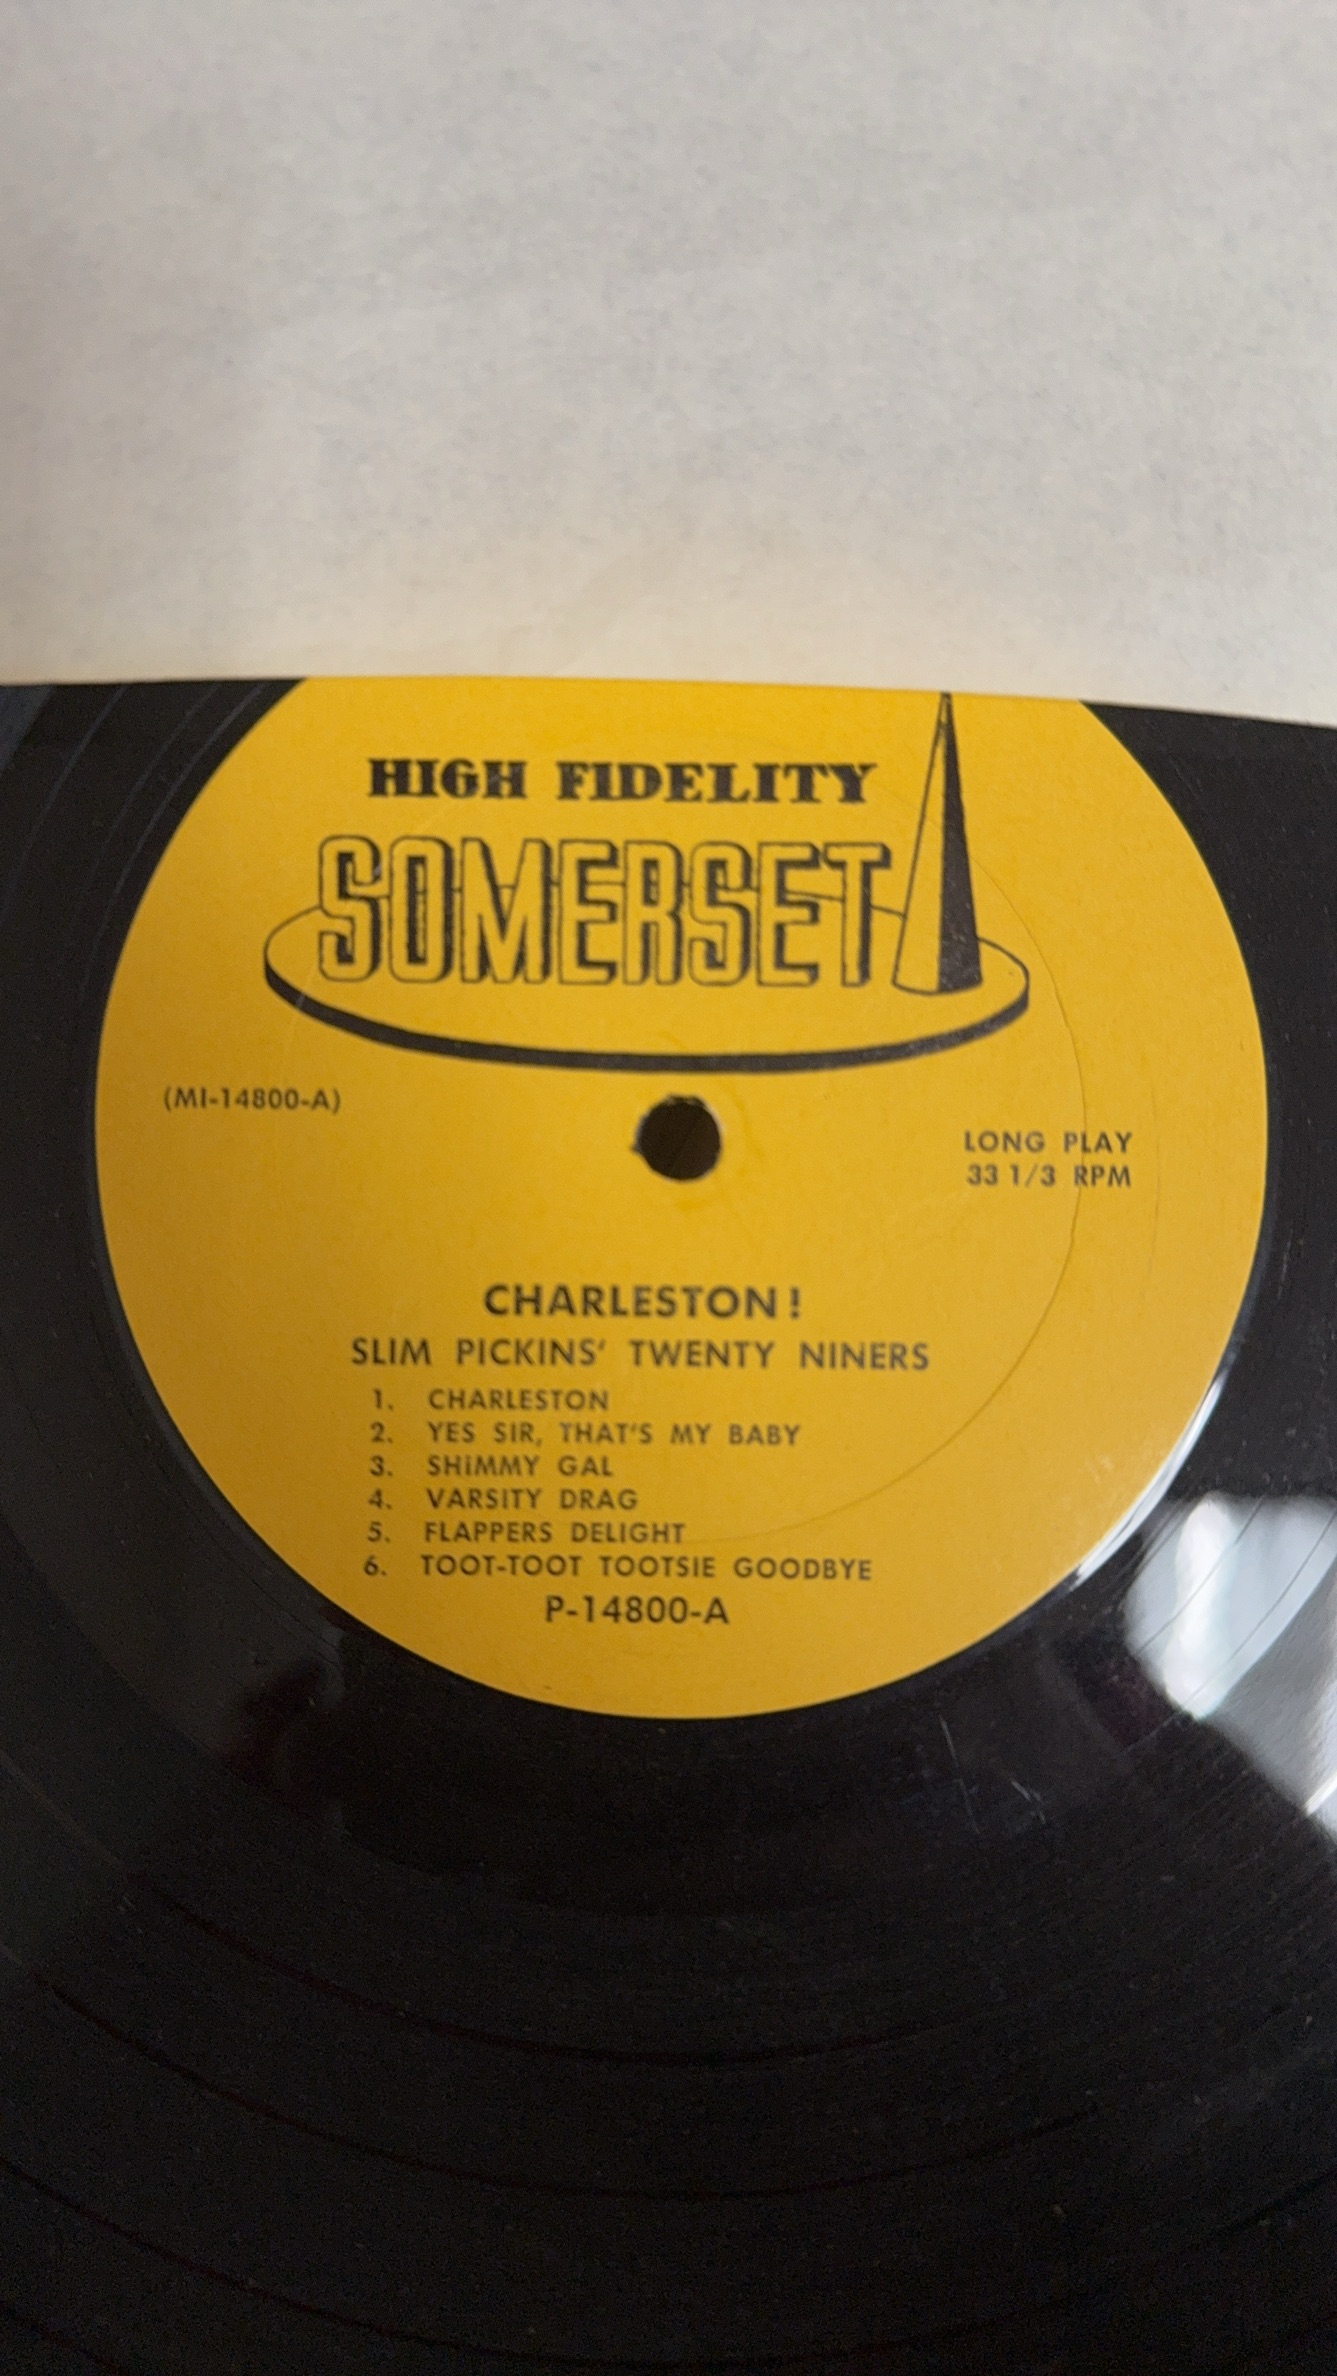 HIGH FIDELITY
SOMERSET
(MI-14800-A)
LONG PLAY
33 1/3 RPM
CHARLESTON!
SLIM PICKINS' TWENTY NINERS
1. CHARLESTON
2. YES SIR, THAT'S MY BABY
3. SHIMMY GAL
4. VARSITY DRAG
5. FLAPPERS DELIGHT
6. TOOT-TOOT TOOTSIE GOODBYE
P-14800-A